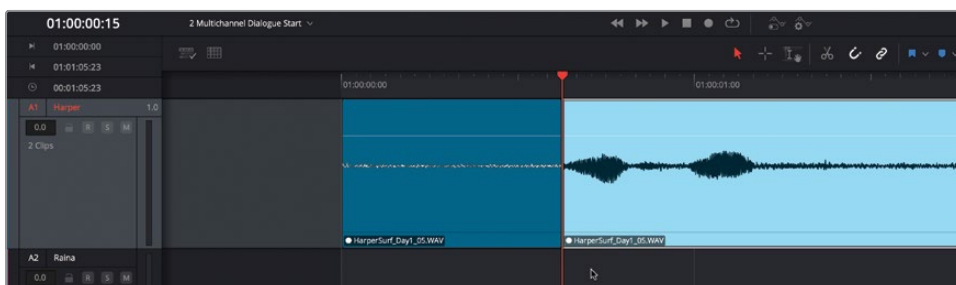 01:00:00:15
2 Multichannel Dialogue Start
01:00:00:00
01:01:05:23
00:01:05:23
01:00:00:00
01:00:01:00
A1 Harper 1.0
0.0 R S M
2 Clips
HarperSurf_Day1_05.WAV
HarperSurf_Day1_05.WAV
A2 Raina
0.0 R S M